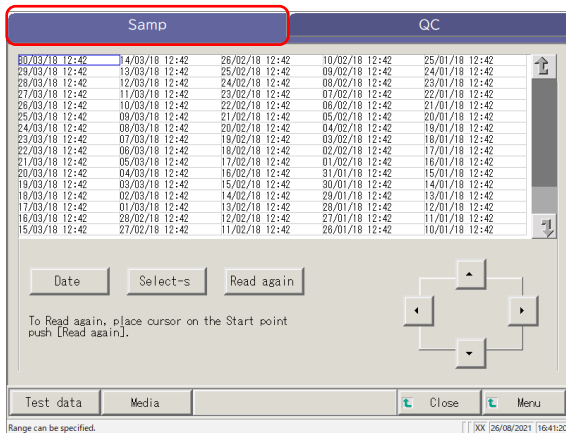 Samp QC
30/03/18 12:42 14/03/18 12:42 26/02/18 12:42 10/02/18 12:42 25/01/18 12:42
29/03/18 12:42 13/03/18 12:42 25/02/18 12:42 09/02/18 12:42 24/01/18 12:42
28/03/18 12:42 12/03/18 12:42 24/02/18 12:42 08/02/18 12:42 23/01/18 12:42
27/03/18 12:42 11/03/18 12:42 23/02/18 12:42 07/02/18 12:42 22/01/18 12:42
26/03/18 12:42 10/03/18 12:42 22/02/18 12:42 06/02/18 12:42 21/01/18 12:42
25/03/18 12:42 09/03/18 12:42 21/02/18 12:42 05/02/18 12:42 20/01/18 12:42
24/03/18 12:42 08/03/18 12:42 20/02/18 12:42 04/02/18 12:42 19/01/18 12:42
23/03/18 12:42 07/03/18 12:42 19/02/18 12:42 03/02/18 12:42 18/01/18 12:42
22/03/18 12:42 06/03/18 12:42 18/02/18 12:42 02/02/18 12:42 17/01/18 12:42
21/03/18 12:42 05/03/18 12:42 17/02/18 12:42 01/02/18 12:42 16/01/18 12:42
20/03/18 12:42 04/03/18 12:42 16/02/18 12:42 31/01/18 12:42 15/01/18 12:42
19/03/18 12:42 03/03/18 12:42 15/02/18 12:42 30/01/18 12:42 14/01/18 12:42
18/03/18 12:42 02/03/18 12:42 14/02/18 12:42 29/01/18 12:42 13/01/18 12:42
17/03/18 12:42 01/03/18 12:42 13/02/18 12:42 28/01/18 12:42 12/01/18 12:42
16/03/18 12:42 28/02/18 12:42 12/02/18 12:42 27/01/18 12:42 11/01/18 12:42
15/03/18 12:42 27/02/18 12:42 11/02/18 12:42 26/01/18 12:42 10/01/18 12:42
Date Select-s Read again
To Read again, place cursor on the Start point
push [Read again].
Test data Media Close Menu
Range can be specified. XX 26/08/2021 16:41:20